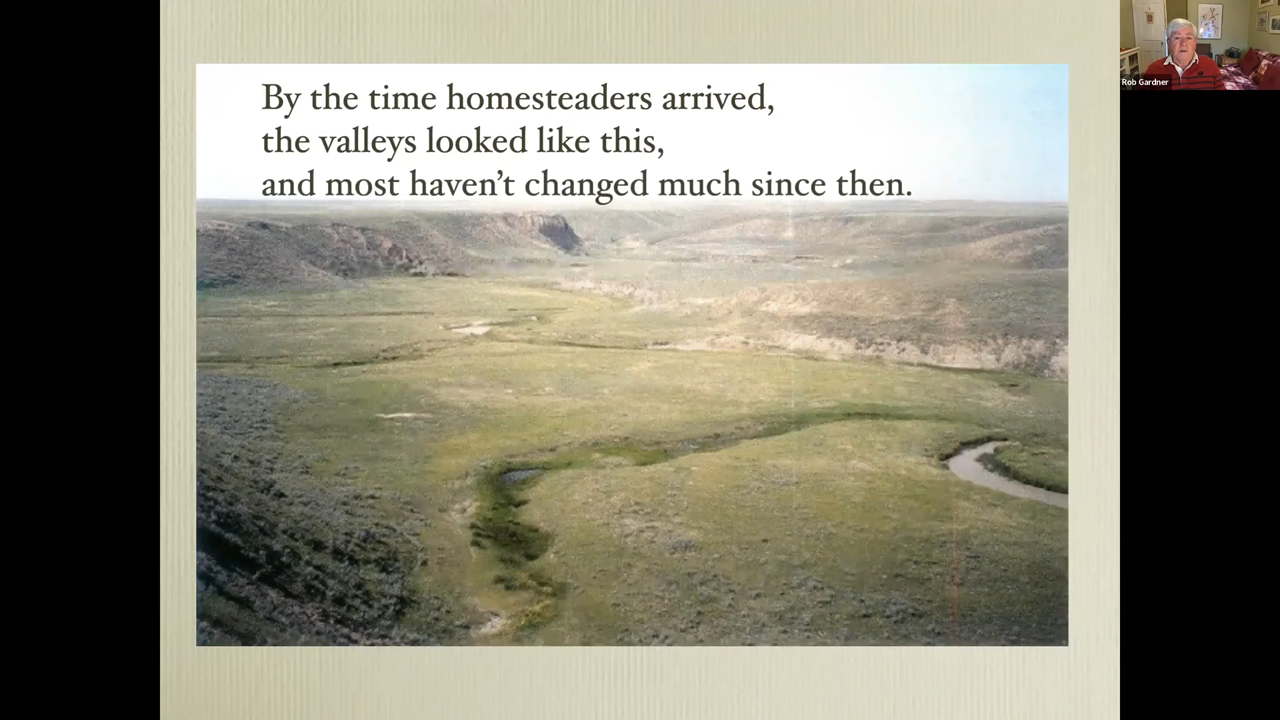 By the time homesteaders arrived,
the valleys looked like this,
and most haven't changed much since then.
Rob Gardner